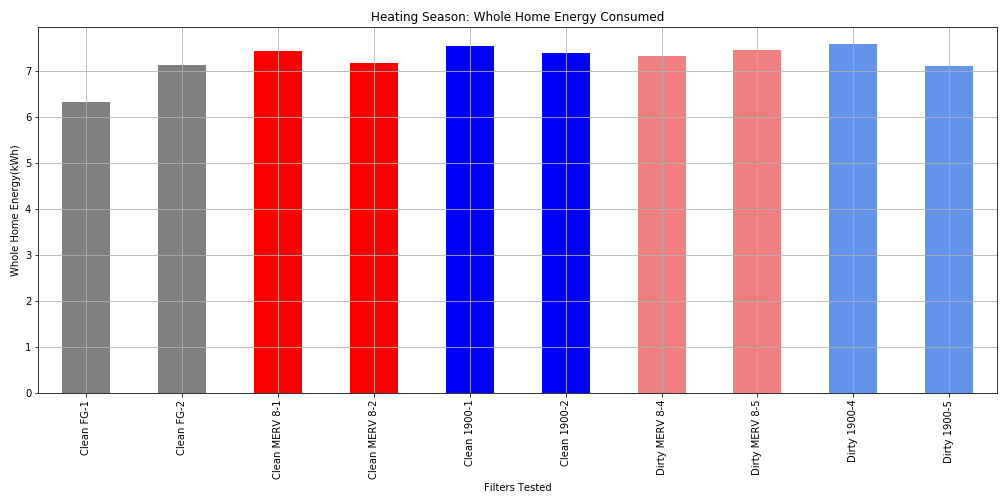 Heating Season: Whole Home Energy Consumed
Whole Home Energy(kWh)
7
6
5
4
3
2
1
0
Clean FG-1
Clean FG-2
Clean MERV 8-1
Clean MERV 8-2
Clean 1900-1
Clean 1900-2
Dirty MERV 8-4
Dirty MERV 8-5
Dirty 1900-4
Dirty 1900-5
Filters Tested